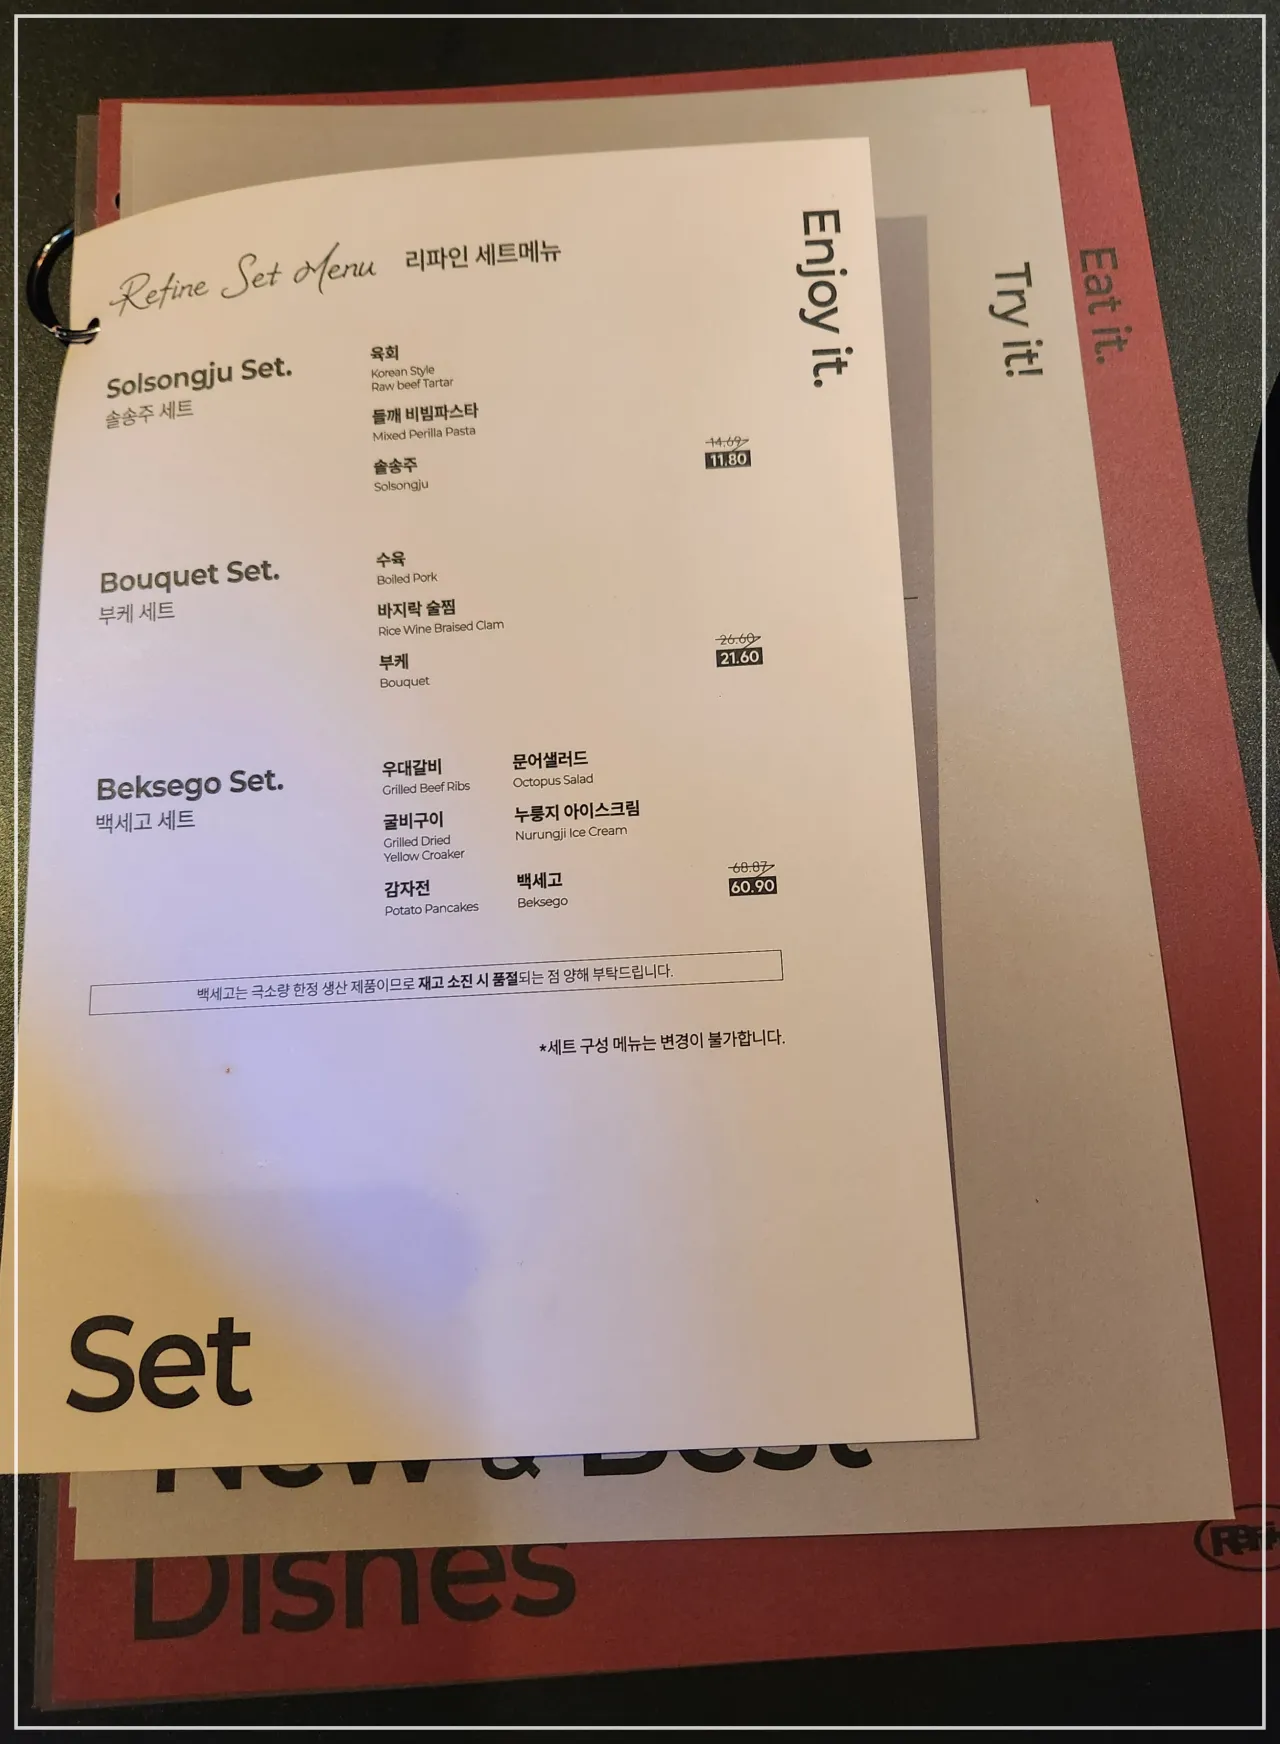 Refine Set Menu 리파인 세트메뉴
Enjoy it.
Try it!
Eat it.
Solsongju Set.
솔송주 세트
육회
Korean Style
Raw beef Tartar
들깨 비빔파스타
Mixed Perilla Pasta
솔송주
Solsongju
14.69
11.80
Bouquet Set.
부케 세트
수육
Boiled Pork
바지락 술찜
Rice Wine Braised Clam
부케
Bouquet
26.60
21.60
Beksego Set.
백세고 세트
우대갈비
Grilled Beef Ribs
굴비구이
Grilled Dried
Yellow Croaker
감자전
Potato Pancakes
문어샐러드
Octopus Salad
누룽지 아이스크림
Nurungji Ice Cream
백세고
Beksego
68.87
60.90
백세고는 극소량 한정 생산 제품이므로 재고 소진 시 품절되는 점 양해 부탁드립니다.
*세트 구성 메뉴는 변경이 불가합니다.
Set
New & Best
Dishes